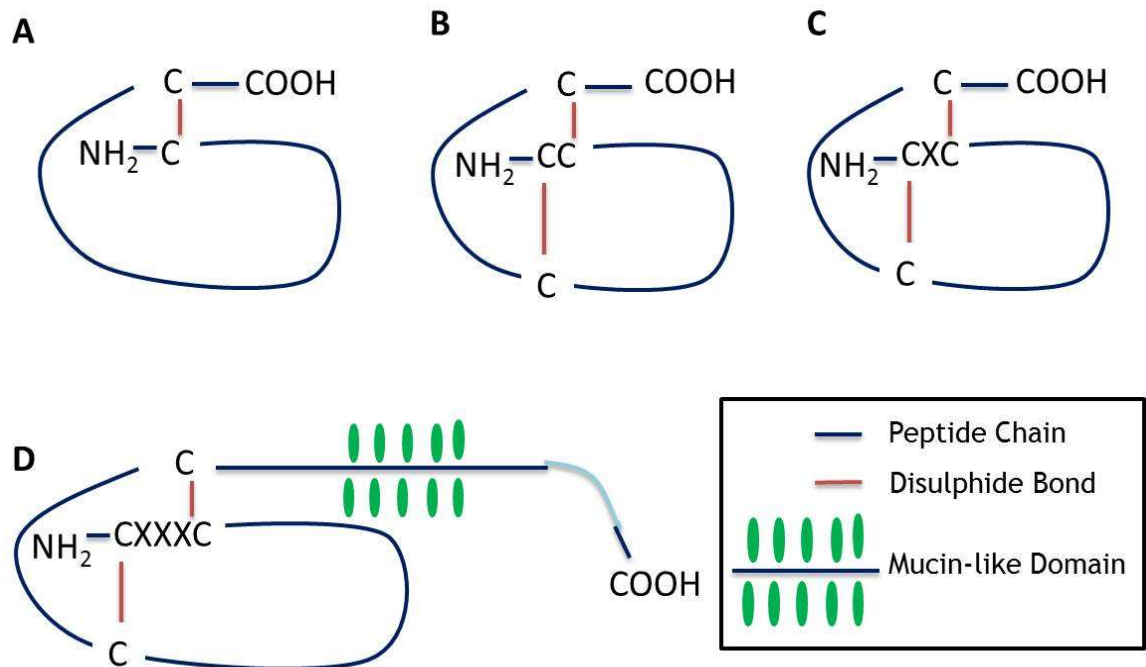 A
C COOH
NH2 C
B
C COOH
NH2 CC
C
C
C COOH
NH2 CXC
C
D
C
NH2 CXXXC
C
COOH
Peptide Chain
Disulphide Bond
Mucin-like Domain